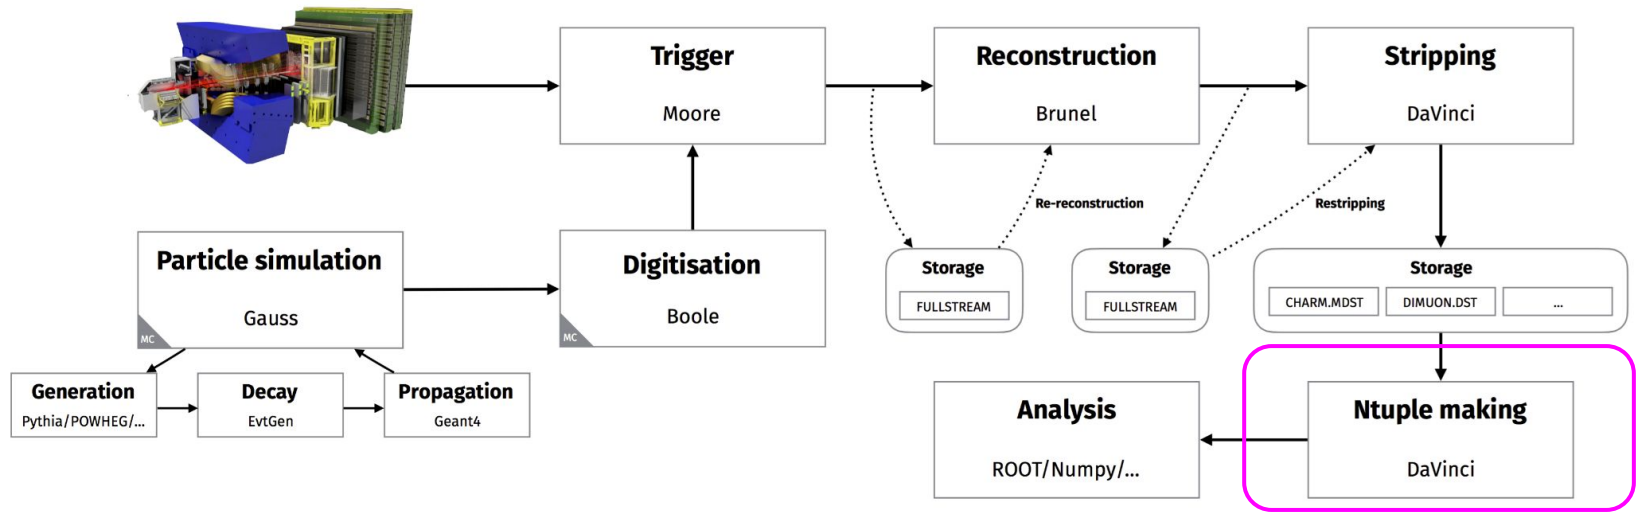 Trigger
Moore
Reconstruction
Brunel
Stripping
DaVinci
Re-reconstruction
Restripping
Particle simulation
Gauss
MC
Digitisation
Boole
MC
Storage
FULLSTREAM
Storage
FULLSTREAM
Storage
CHARM.MDST
DIMUON.DST
...
Generation
Pythia/POWHEG/...
Decay
EvtGen
Propagation
Geant4
Analysis
ROOT/Numpy/...
Ntuple making
DaVinci